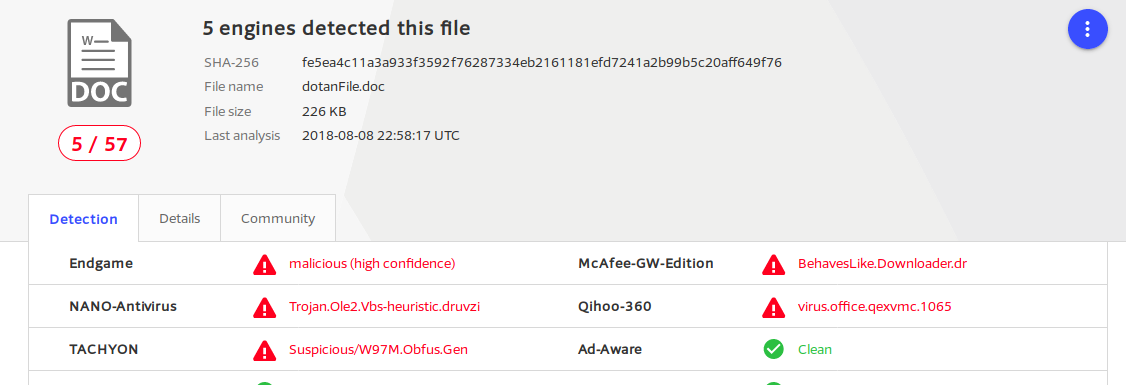 5 engines detected this file
W
DOC
SHA-256 fe5ea4c11a3a933f3592f76287334eb2161181efd7241a2b99b5c20aff649f76
File name dotanFile.doc
File size 226 KB
Last analysis 2018-08-08 22:58:17 UTC
5 / 57
Detection Details Community
Endgame malicious (high confidence) McAfee-GW-Edition BehavesLike.Downloader.dr
NANO-Antivirus Trojan.Ole2.Vbs-heuristic.druvzi Qihoo-360 virus.office.qexvmc.1065
TACHYON Suspicious/W97M.Obfus.Gen Ad-Aware Clean